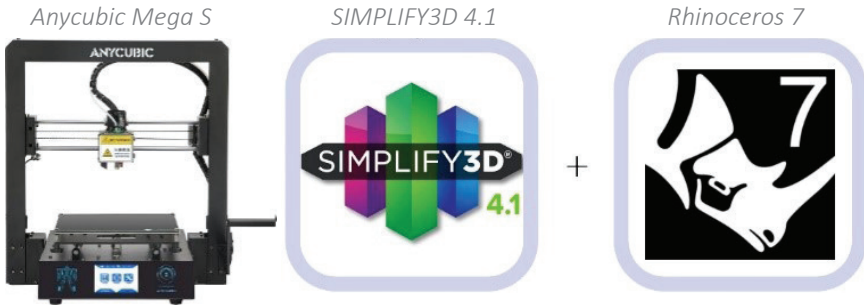 Anycubic Mega S
SIMPLIFY3D 4.1
Rhinoceros 7
ANYCUBIC
SIMPLIFY3D®
4.1
+
7